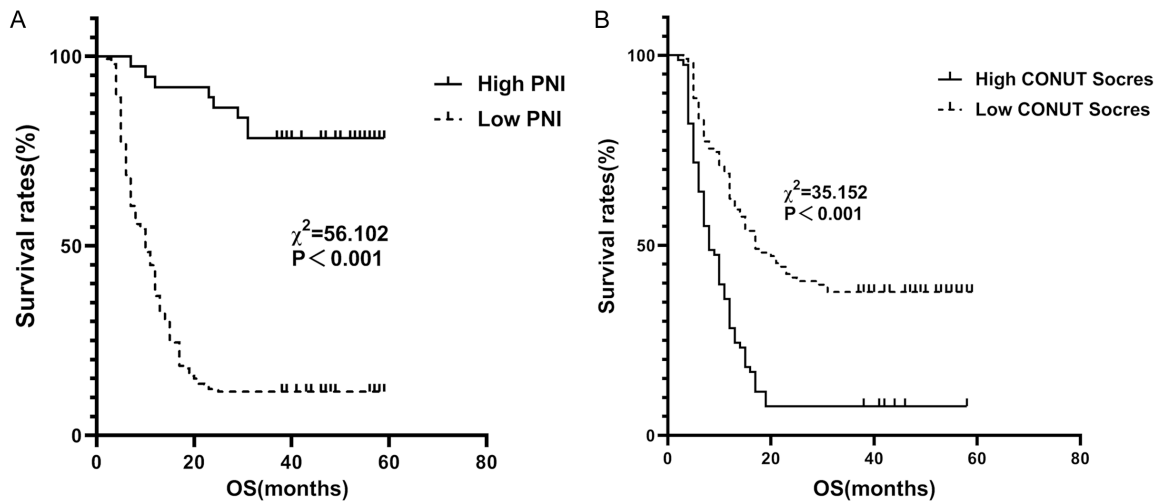 A
100
50
0
Survival rates(%)
High PNI
Low PNI
χ²=56.102
P＜0.001
0 20 40 60 80
OS(months)
B
100
50
0
Survival rates(%)
High CONUT Socres
Low CONUT Socres
χ²=35.152
P＜0.001
0 20 40 60 80
OS(months)